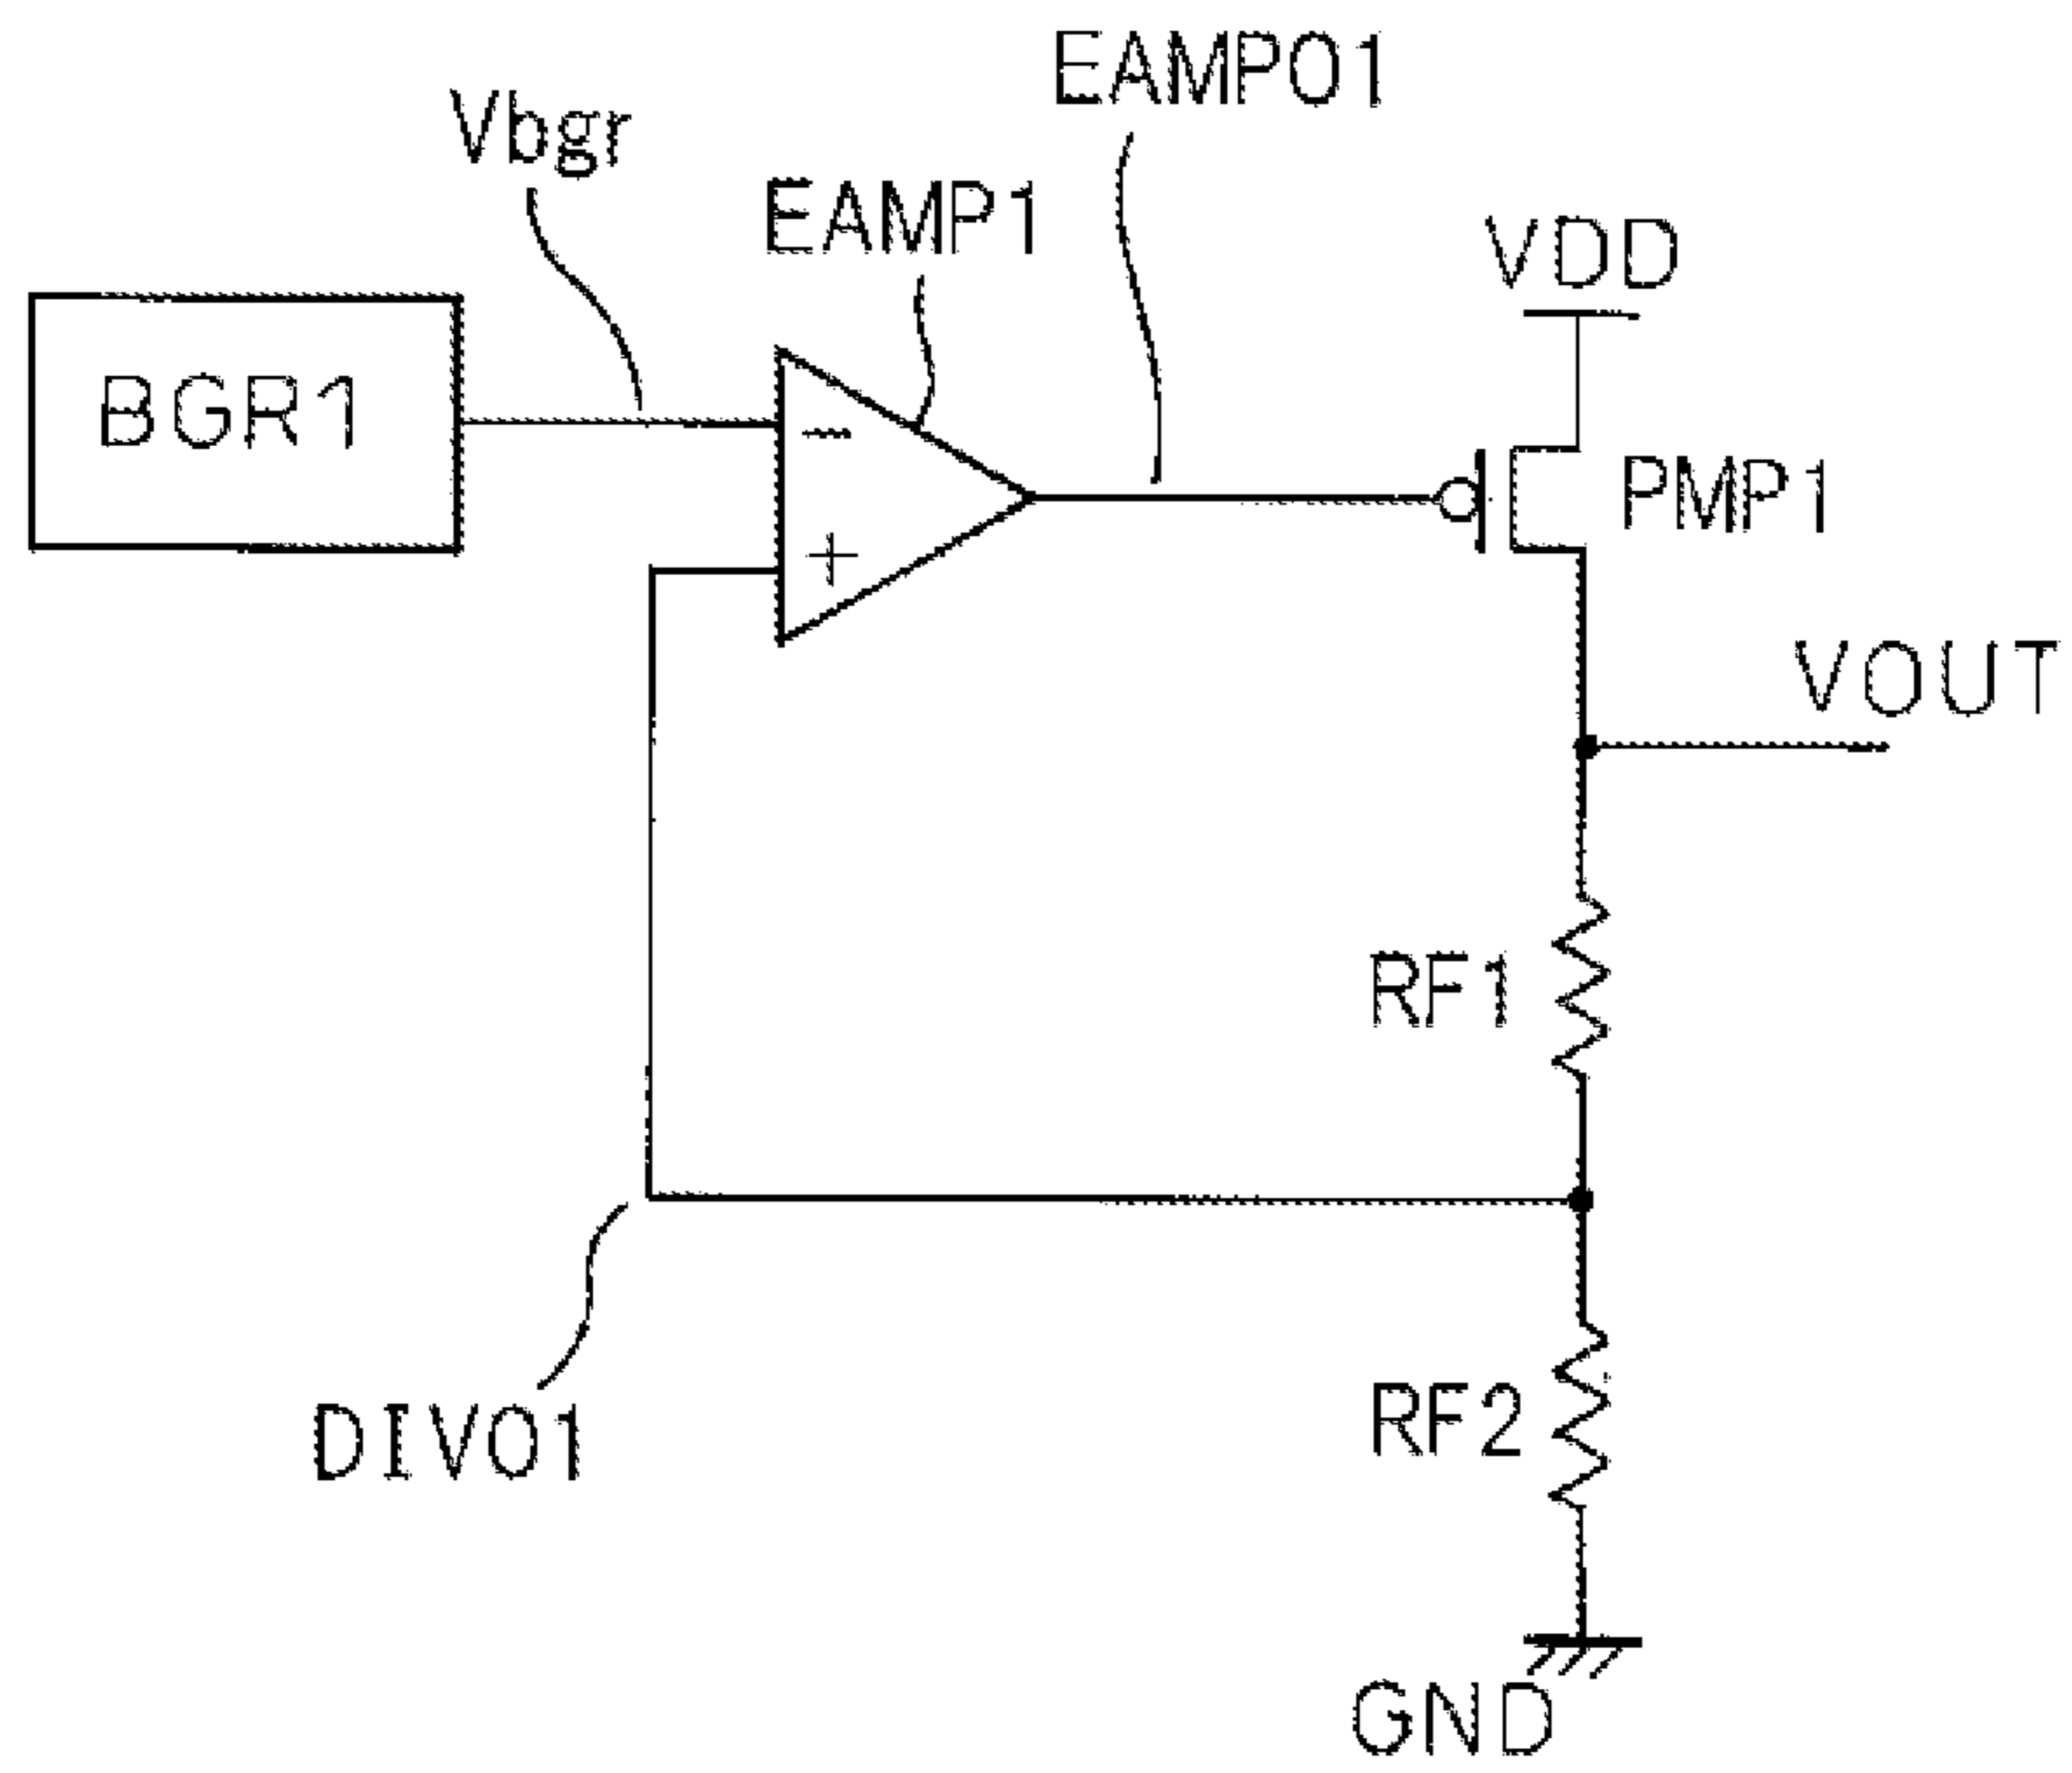 EAMPO1
Vbgr
EAMP1
VDD
BGR1
−
PMP1
+
VOUT
RF1
RF2
DIVO1
GND